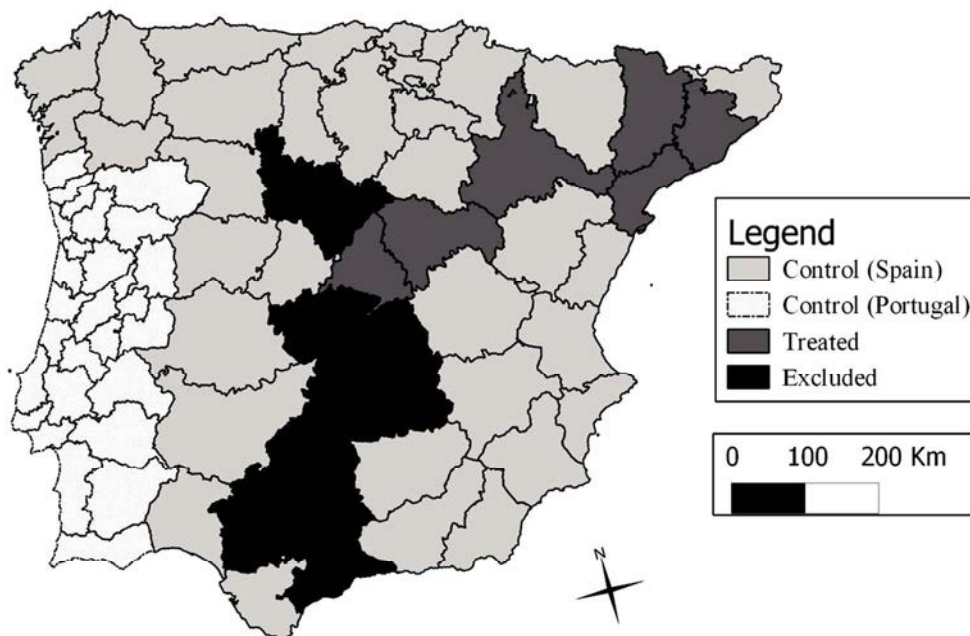 Legend
Control (Spain)
Control (Portugal)
Treated
Excluded
0 100 200 Km
N